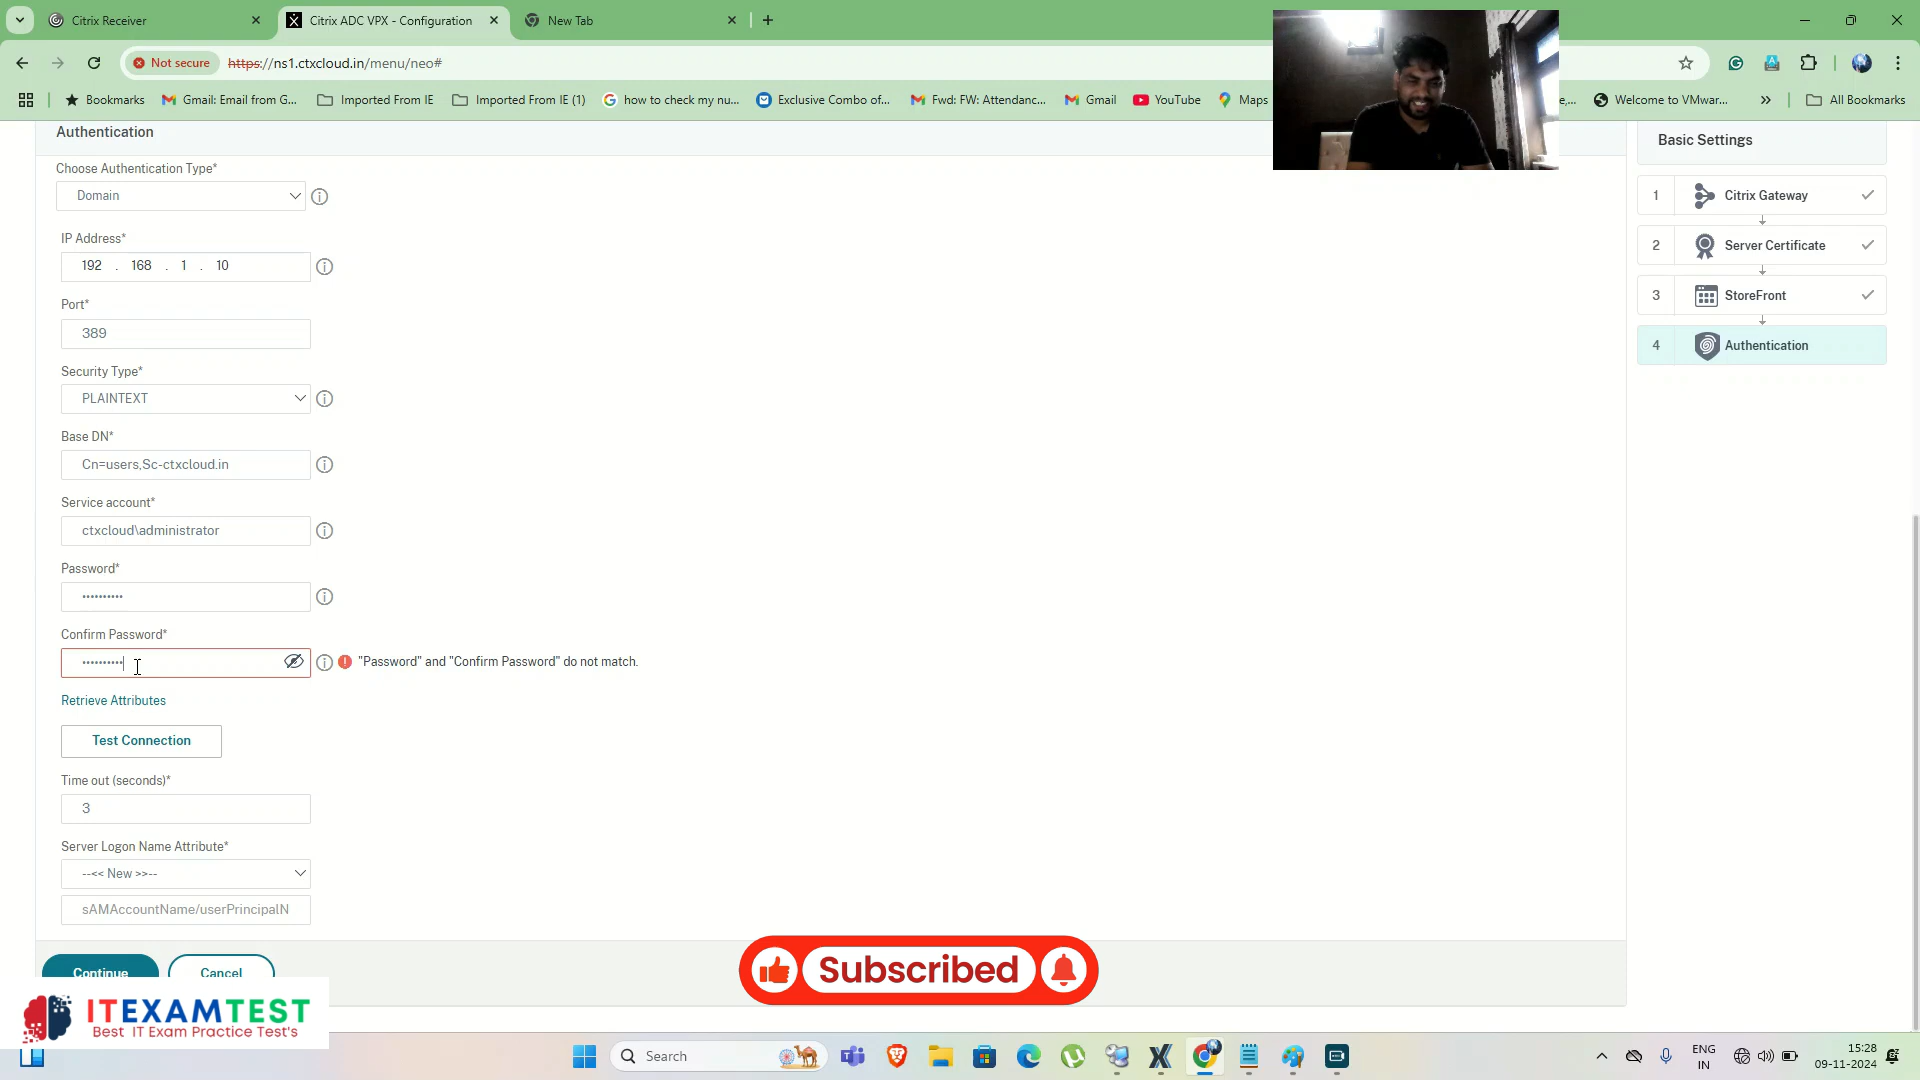 Citrix Receiver
Citrix ADC VPX - Configuration
New Tab
Not secure
https://ns1.ctxcloud.in/menu/neo#
Bookmarks
Gmail: Email from G...
Imported From IE
Imported From IE (1)
how to check my nu...
Exclusive Combo of...
Fwd: FW: Attendanc...
Gmail
YouTube
Maps
e,...
Welcome to VMwar...
All Bookmarks
Authentication
Choose Authentication Type*
Domain
IP Address*
192 . 168 . 1 . 10
Port*
389
Security Type*
PLAINTEXT
Base DN*
Cn=users,Sc-ctxcloud.in
Service account*
ctxcloud\administrator
Password*
••••••••••
Confirm Password*
••••••••••
"Password" and "Confirm Password" do not match.
Retrieve Attributes
Test Connection
Time out (seconds)*
3
Server Logon Name Attribute*
--<< New >>--
sAMAccountName/userPrincipalN
Continue
Cancel
Basic Settings
1 Citrix Gateway
2 Server Certificate
3 StoreFront
4 Authentication
Subscribed
ITEXAMTEST
Best IT Exam Practice Test's
Search
ENG
IN
15:28
09-11-2024